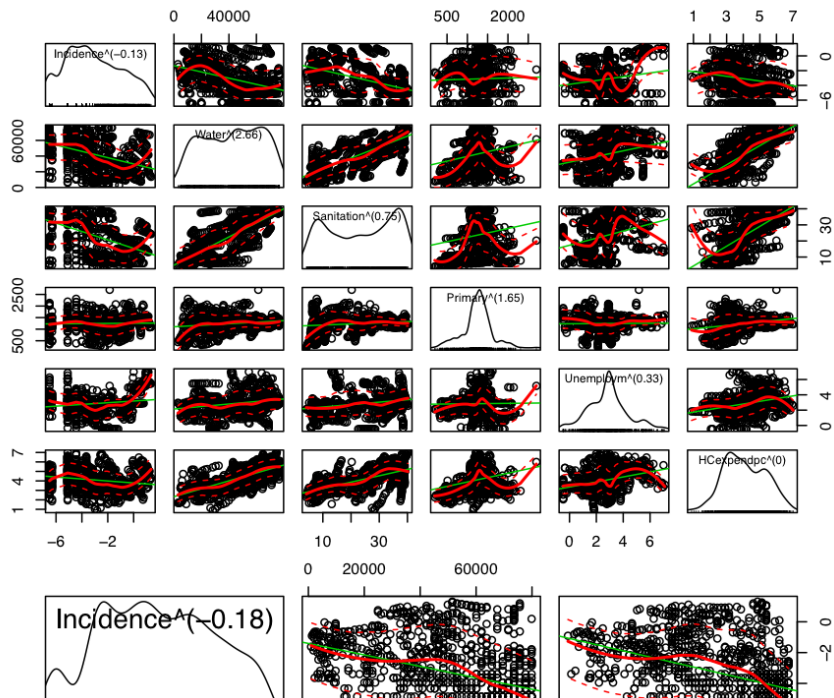 0 40000
500 2000
1 3 5 7
Incidence^(−0.13)
−6 0
0 60000
Water^(2.66)
Sanitation^(0.75)
10 30
500 2500
Primary^(1.65)
Unemploym^(0.33)
0 4
1 4 7
HCexpendpc^(0)
−6 −2
10 30
0 2 4 6
0 20000 60000
Incidence^(−0.18)
−2 0